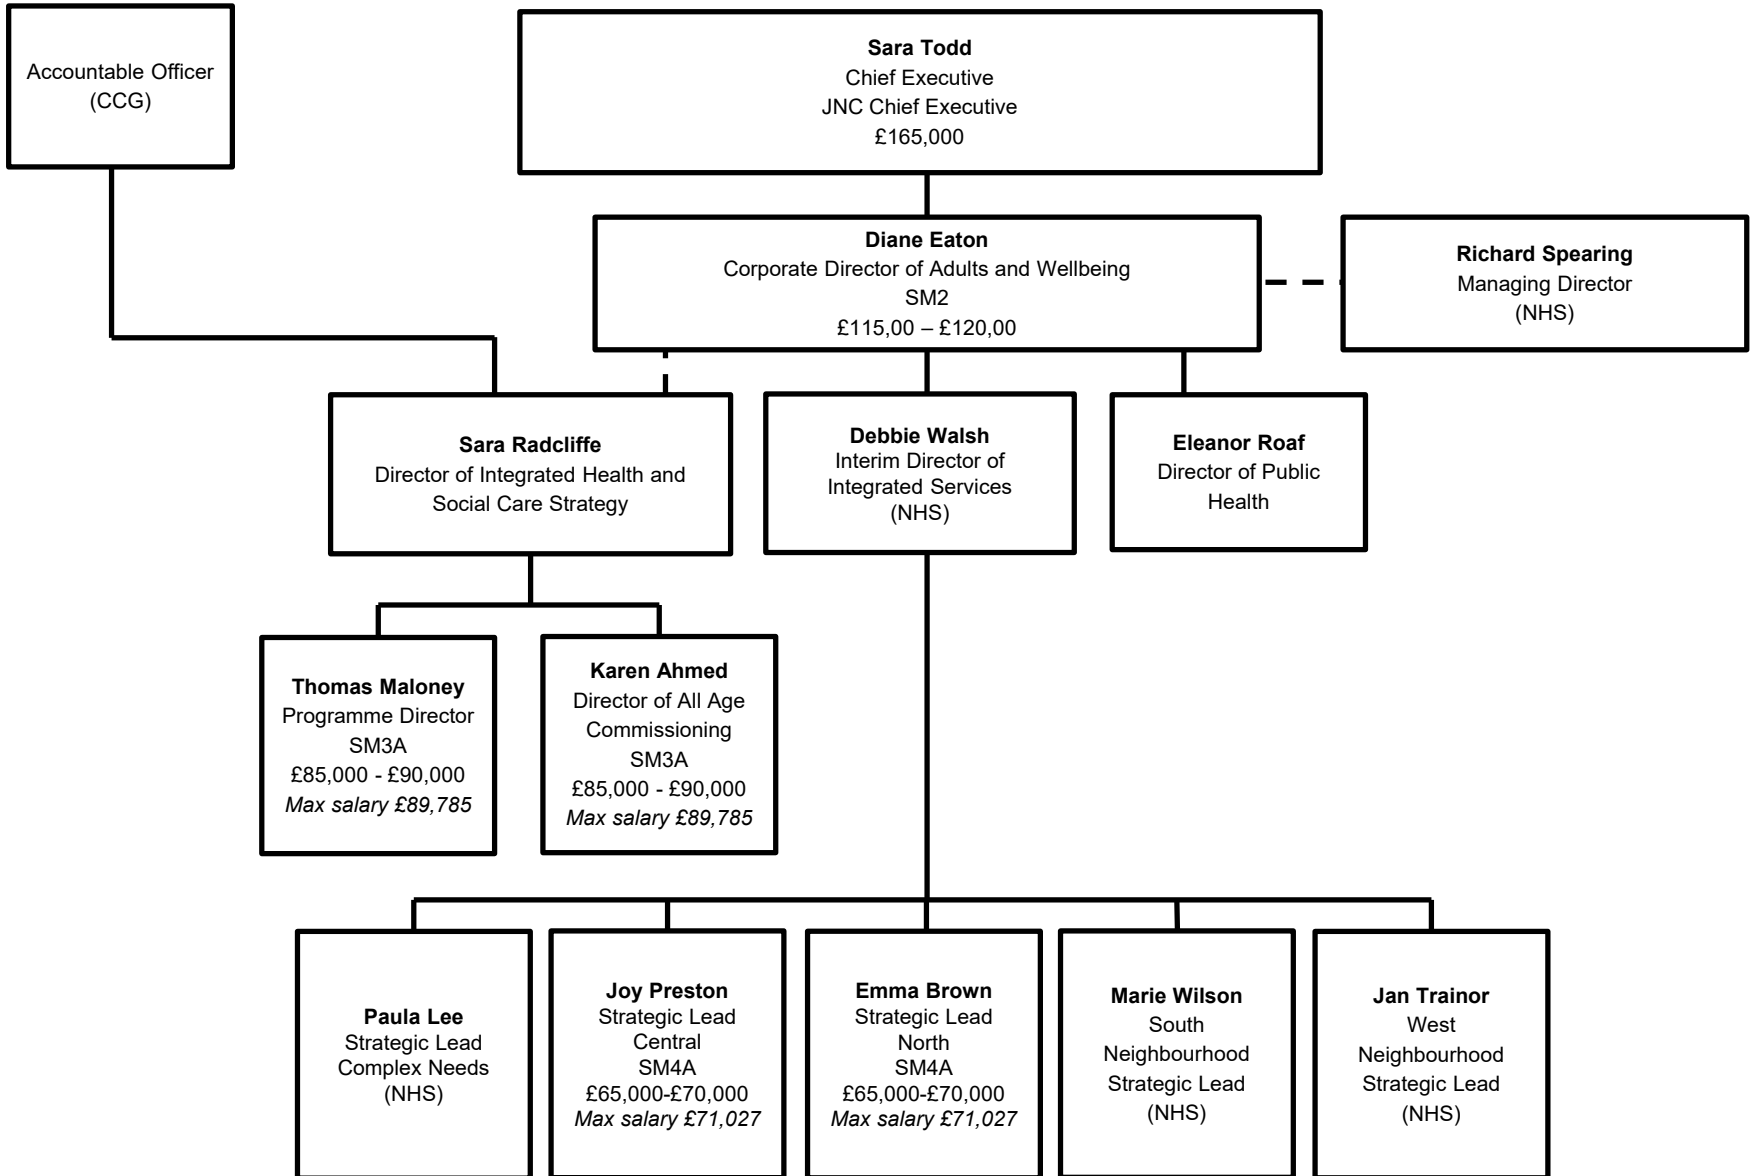 Accountable Officer
(CCG)
Sara Todd
Chief Executive
JNC Chief Executive
£165,000
Diane Eaton
Corporate Director of Adults and Wellbeing
SM2
£115,00 – £120,00
Richard Spearing
Managing Director
(NHS)
Sara Radcliffe
Director of Integrated Health and
Social Care Strategy
Debbie Walsh
Interim Director of
Integrated Services
(NHS)
Eleanor Roaf
Director of Public
Health
Thomas Maloney
Programme Director
SM3A
£85,000 - £90,000
Max salary £89,785
Karen Ahmed
Director of All Age
Commissioning
SM3A
£85,000 - £90,000
Max salary £89,785
Paula Lee
Strategic Lead
Complex Needs
(NHS)
Joy Preston
Strategic Lead
Central
SM4A
£65,000-£70,000
Max salary £71,027
Emma Brown
Strategic Lead
North
SM4A
£65,000-£70,000
Max salary £71,027
Marie Wilson
South
Neighbourhood
Strategic Lead
(NHS)
Jan Trainor
West
Neighbourhood
Strategic Lead
(NHS)